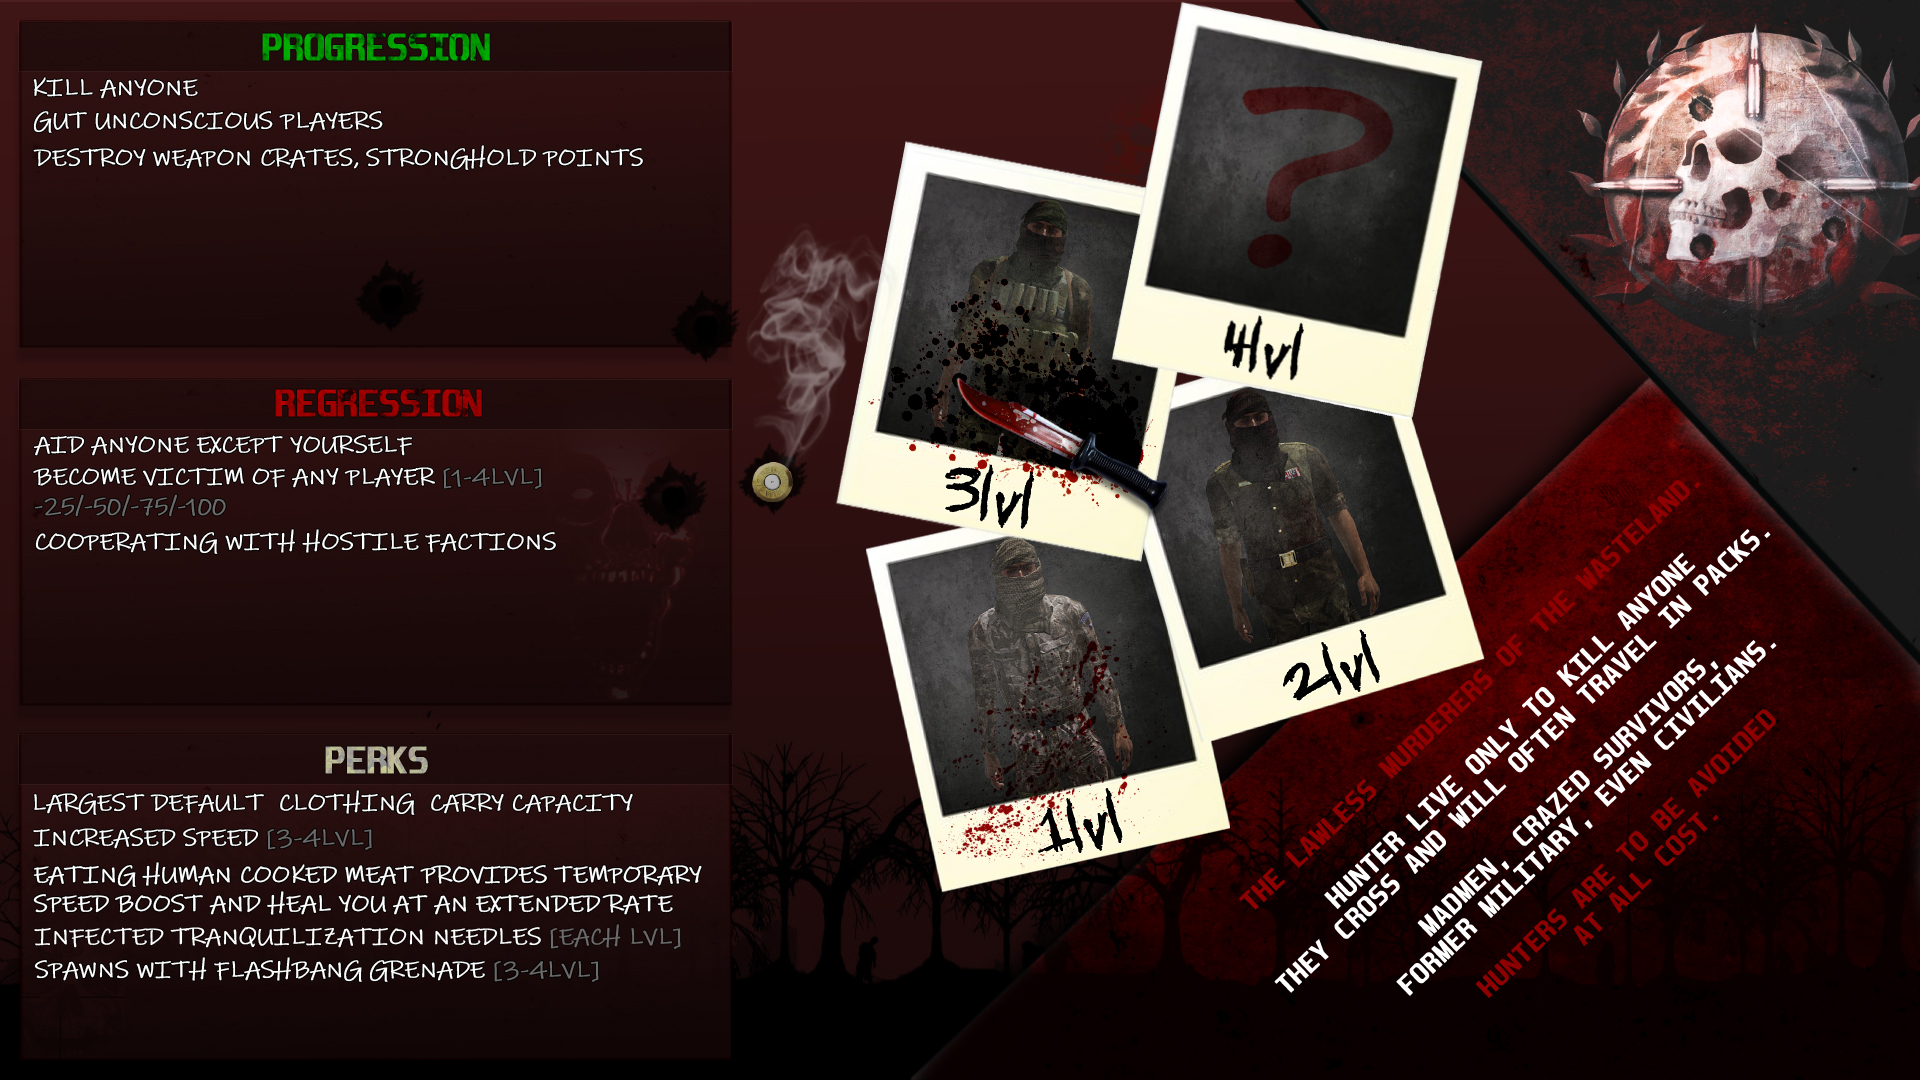 PROGRESSION
KILL ANYONE
GUT UNCONSCIOUS PLAYERS
DESTROY WEAPON CRATES, STRONGHOLD POINTS
REGRESSION
AID ANYONE EXCEPT YOURSELF
BECOME VICTIM OF ANY PLAYER [1-4LVL]
-25/-50/-75/-100
COOPERATING WITH HOSTILE FACTIONS
PERKS
LARGEST DEFAULT CLOTHING CARRY CAPACITY
INCREASED SPEED [3-4LVL]
EATING HUMAN COOKED MEAT PROVIDES TEMPORARY
SPEED BOOST AND HEAL YOU AT AN EXTENDED RATE
INFECTED TRANQUILIZATION NEEDLES [EACH LVL]
SPAWNS WITH FLASHBANG GRENADE [3-4LVL]
?
4lvl
3lvl
2lvl
1lvl
THE LAWLESS MURDERERS OF THE WASTELAND.
HUNTER LIVE ONLY TO KILL ANYONE
THEY CROSS AND WILL OFTEN TRAVEL IN PACKS.
MADMEN, CRAZED SURVIVORS,
FORMER MILITARY, EVEN CIVILIANS.
HUNTERS ARE TO BE AVOIDED
AT ALL COST.